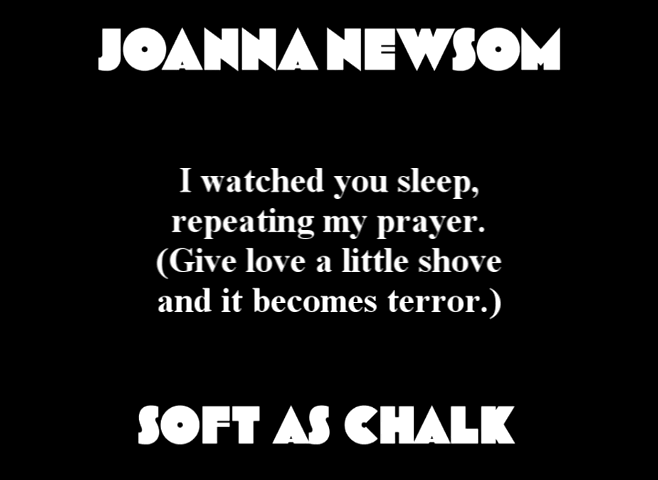 JOANNA NEWSOM
I watched you sleep,
repeating my prayer.
(Give love a little shove
and it becomes terror.)
SOFT AS CHALK